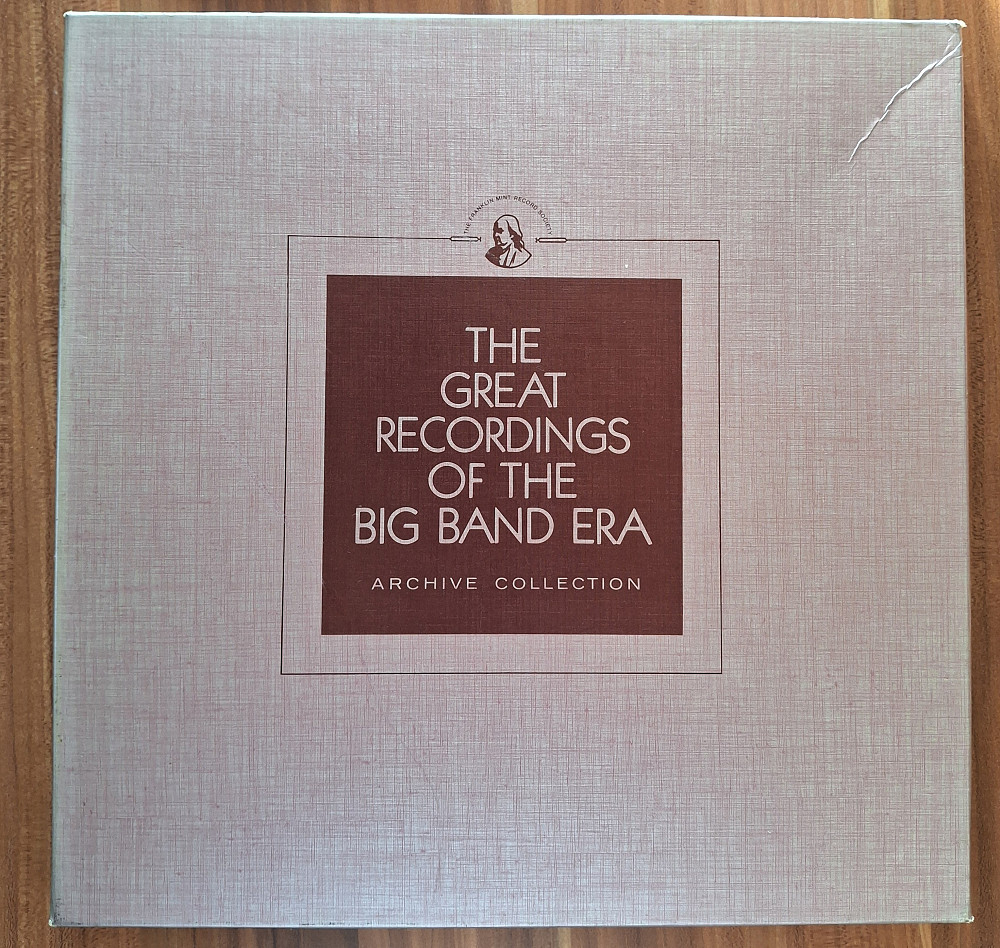 THE FRANKLIN MINT RECORD SOCIETY
THE
GREAT
RECORDINGS
OF THE
BIG BAND ERA
ARCHIVE COLLECTION